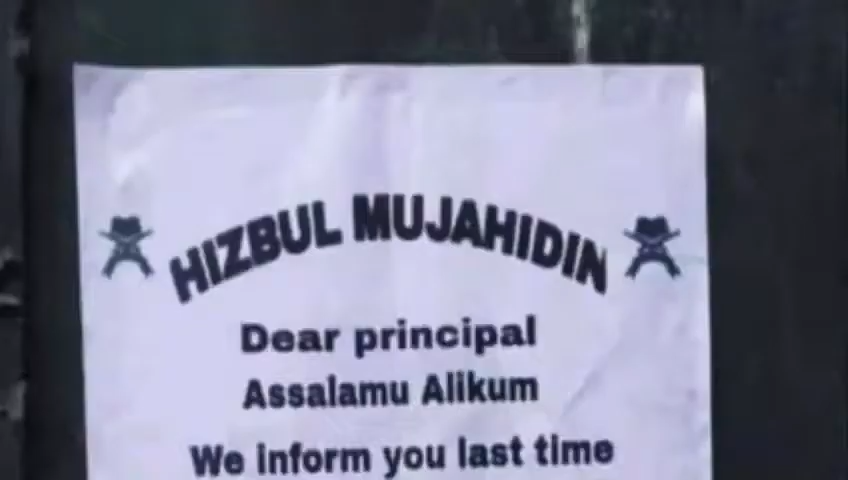 HIZBUL MUJAHIDIN
Dear principal
Assalamu Alikum
We inform you last time